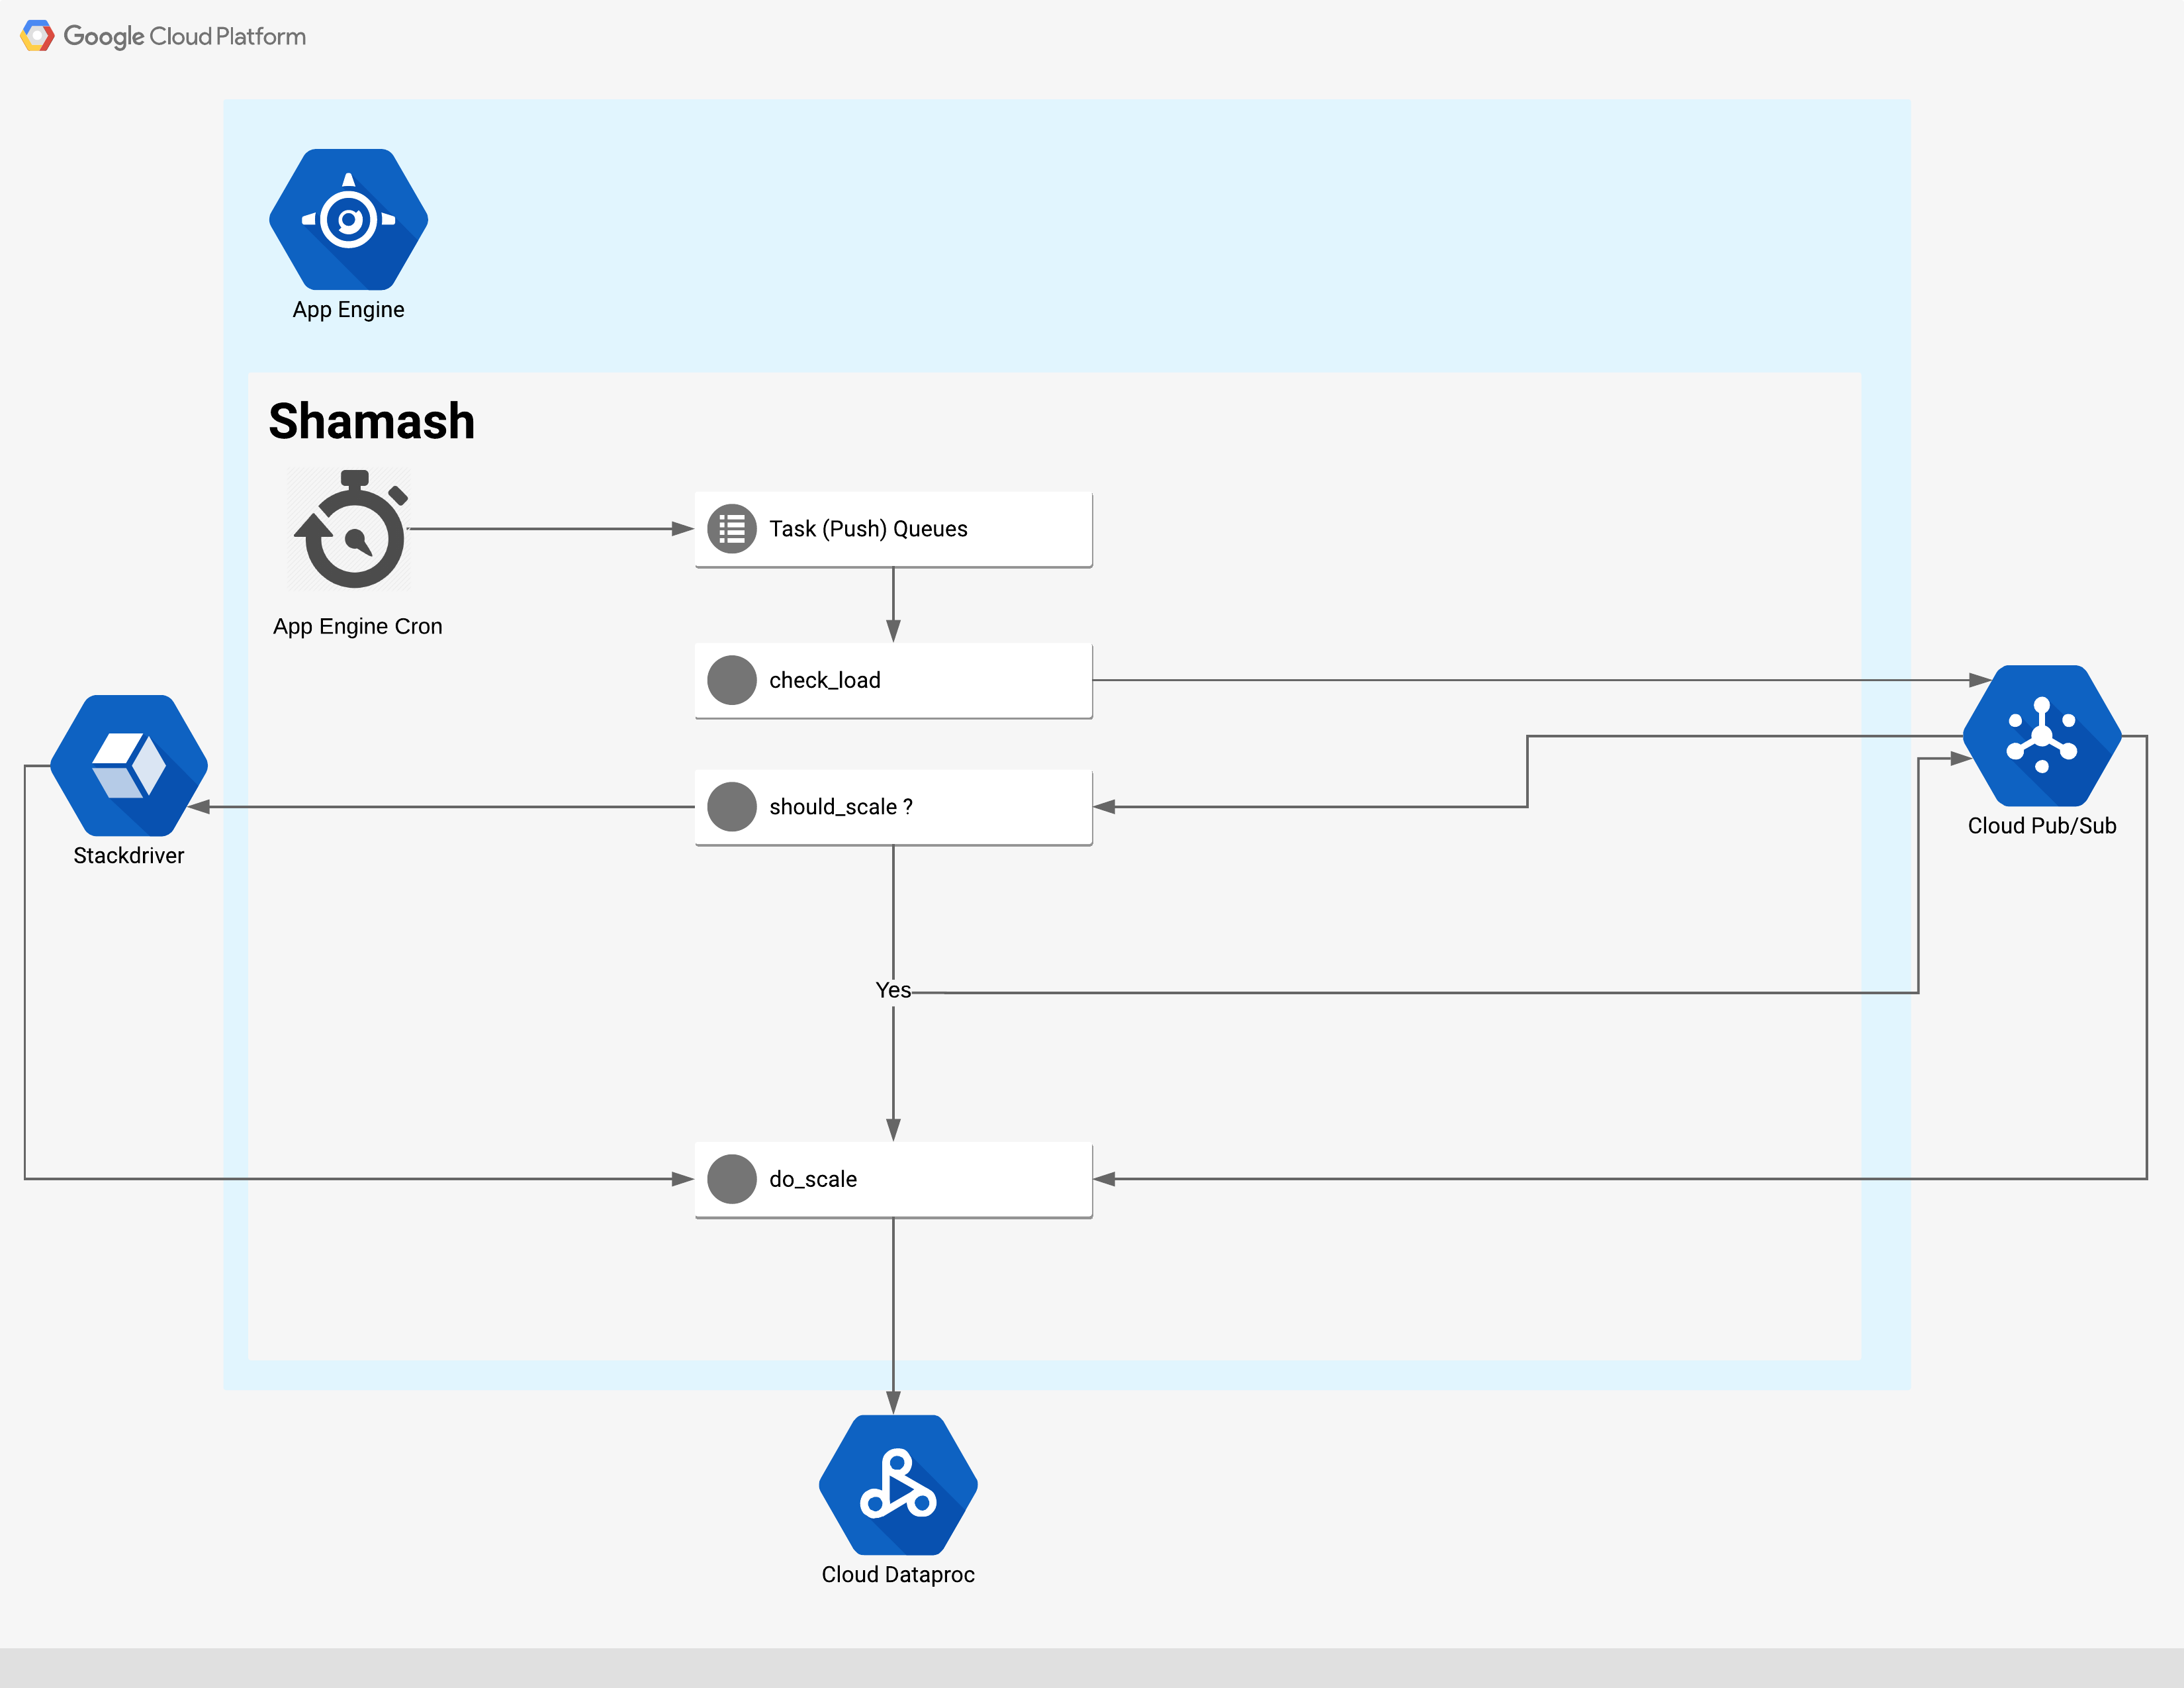 Google Cloud Platform
App Engine
Shamash
App Engine Cron
Task (Push) Queues
check_load
should_scale ?
Stackdriver
Cloud Pub/Sub
Yes
do_scale
Cloud Dataproc